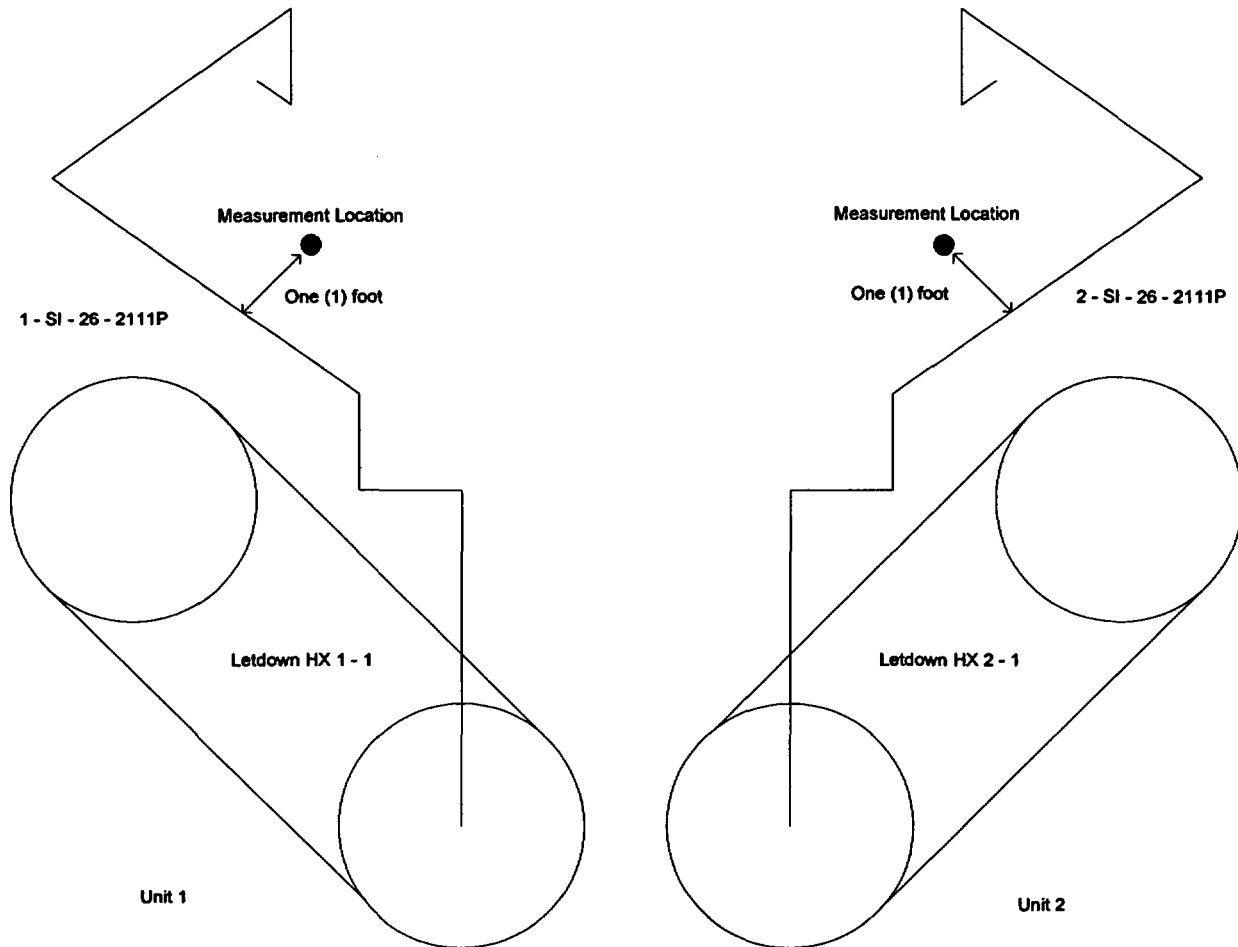 Measurement Location
Measurement Location
One (1) foot
One (1) foot
1 - SI - 26 - 2111P
2 - SI - 26 - 2111P
Letdown HX 1 - 1
Letdown HX 2 - 1
Unit 1
Unit 2